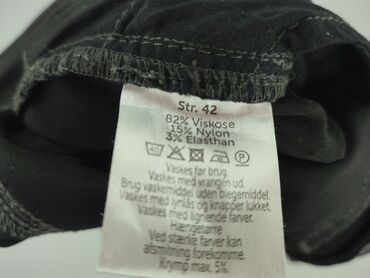 Str. 42
82% Viskose
15% Nylon
3% Elasthan
40 P
Vaskes før brug.
Vaskes med vrangen ud.
Brug vaskemiddel uden blegemiddel.
Vaskes med lynlås og knapper lukket.
Vaskes med lignende farver.
Hængetørre
Ved stærke farver kan
afsmitning forekomme.
Krymp max. 5%.